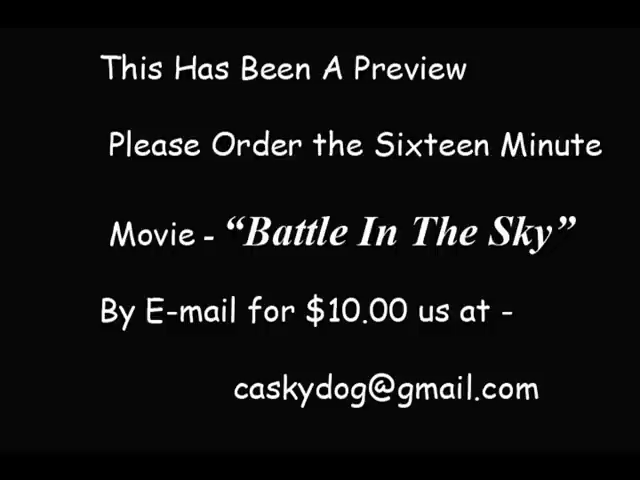 This Has Been A Preview
Please Order the Sixteen Minute
Movie - “Battle In The Sky”
By E-mail for $10.00 us at -
caskydog@gmail.com